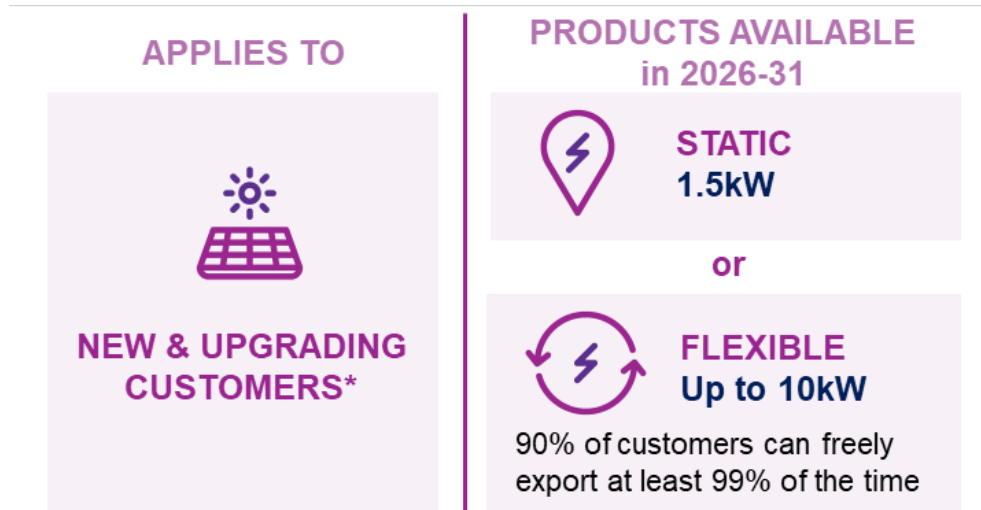 APPLIES TO
NEW & UPGRADING
CUSTOMERS*
PRODUCTS AVAILABLE
in 2026-31
STATIC
1.5kW
or
FLEXIBLE
Up to 10kW
90% of customers can freely
export at least 99% of the time